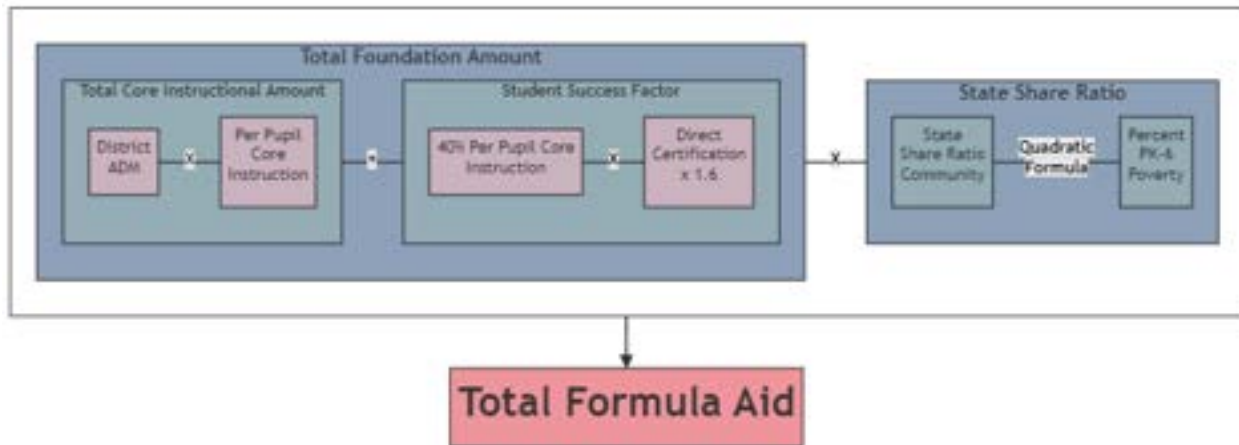 Total Foundation Amount
Total Core Instructional Amount
Student Success Factor
State Share Ratio
District
ADM
x
Per Pupil
Core
Instruction
+
40% Per Pupil Core
Instruction
x
Direct
Certification
x 1.6
x
State
Share Ratio
Community
Quadratic
Formula
Percent
PK-6
Poverty
Total Formula Aid